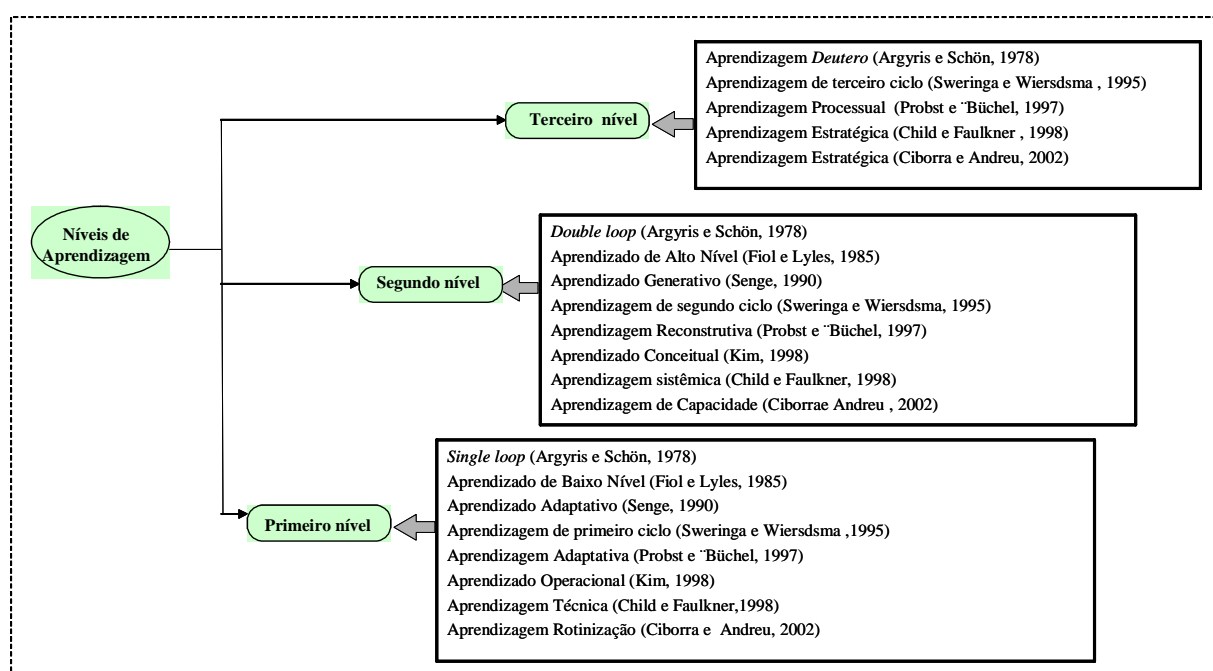 Aprendizagem Deutero (Argyris e Schön, 1978)
Aprendizagem de terceiro ciclo (Sweringa e Wiersdsma , 1995)
Aprendizagem Processual (Probst e ¨Büchel, 1997)
Aprendizagem Estratégica (Child e Faulkner , 1998)
Aprendizagem Estratégica (Ciborra e Andreu, 2002)
Terceiro nível
Níveis de
Aprendizagem
Segundo nível
Double loop (Argyris e Schön, 1978)
Aprendizado de Alto Nível (Fiol e Lyles, 1985)
Aprendizado Generativo (Senge, 1990)
Aprendizagem de segundo ciclo (Sweringa e Wiersdsma, 1995)
Aprendizagem Reconstrutiva (Probst e ¨Büchel, 1997)
Aprendizado Conceitual (Kim, 1998)
Aprendizagem sistêmica (Child e Faulkner, 1998)
Aprendizagem de Capacidade (Ciborrae Andreu , 2002)
Primeiro nível
Single loop (Argyris e Schön, 1978)
Aprendizado de Baixo Nível (Fiol e Lyles, 1985)
Aprendizado Adaptativo (Senge, 1990)
Aprendizagem de primeiro ciclo (Sweringa e Wiersdsma ,1995)
Aprendizagem Adaptativa (Probst e ¨Büchel, 1997)
Aprendizado Operacional (Kim, 1998)
Aprendizagem Técnica (Child e Faulkner,1998)
Aprendizagem Rotinização (Ciborra e Andreu, 2002)